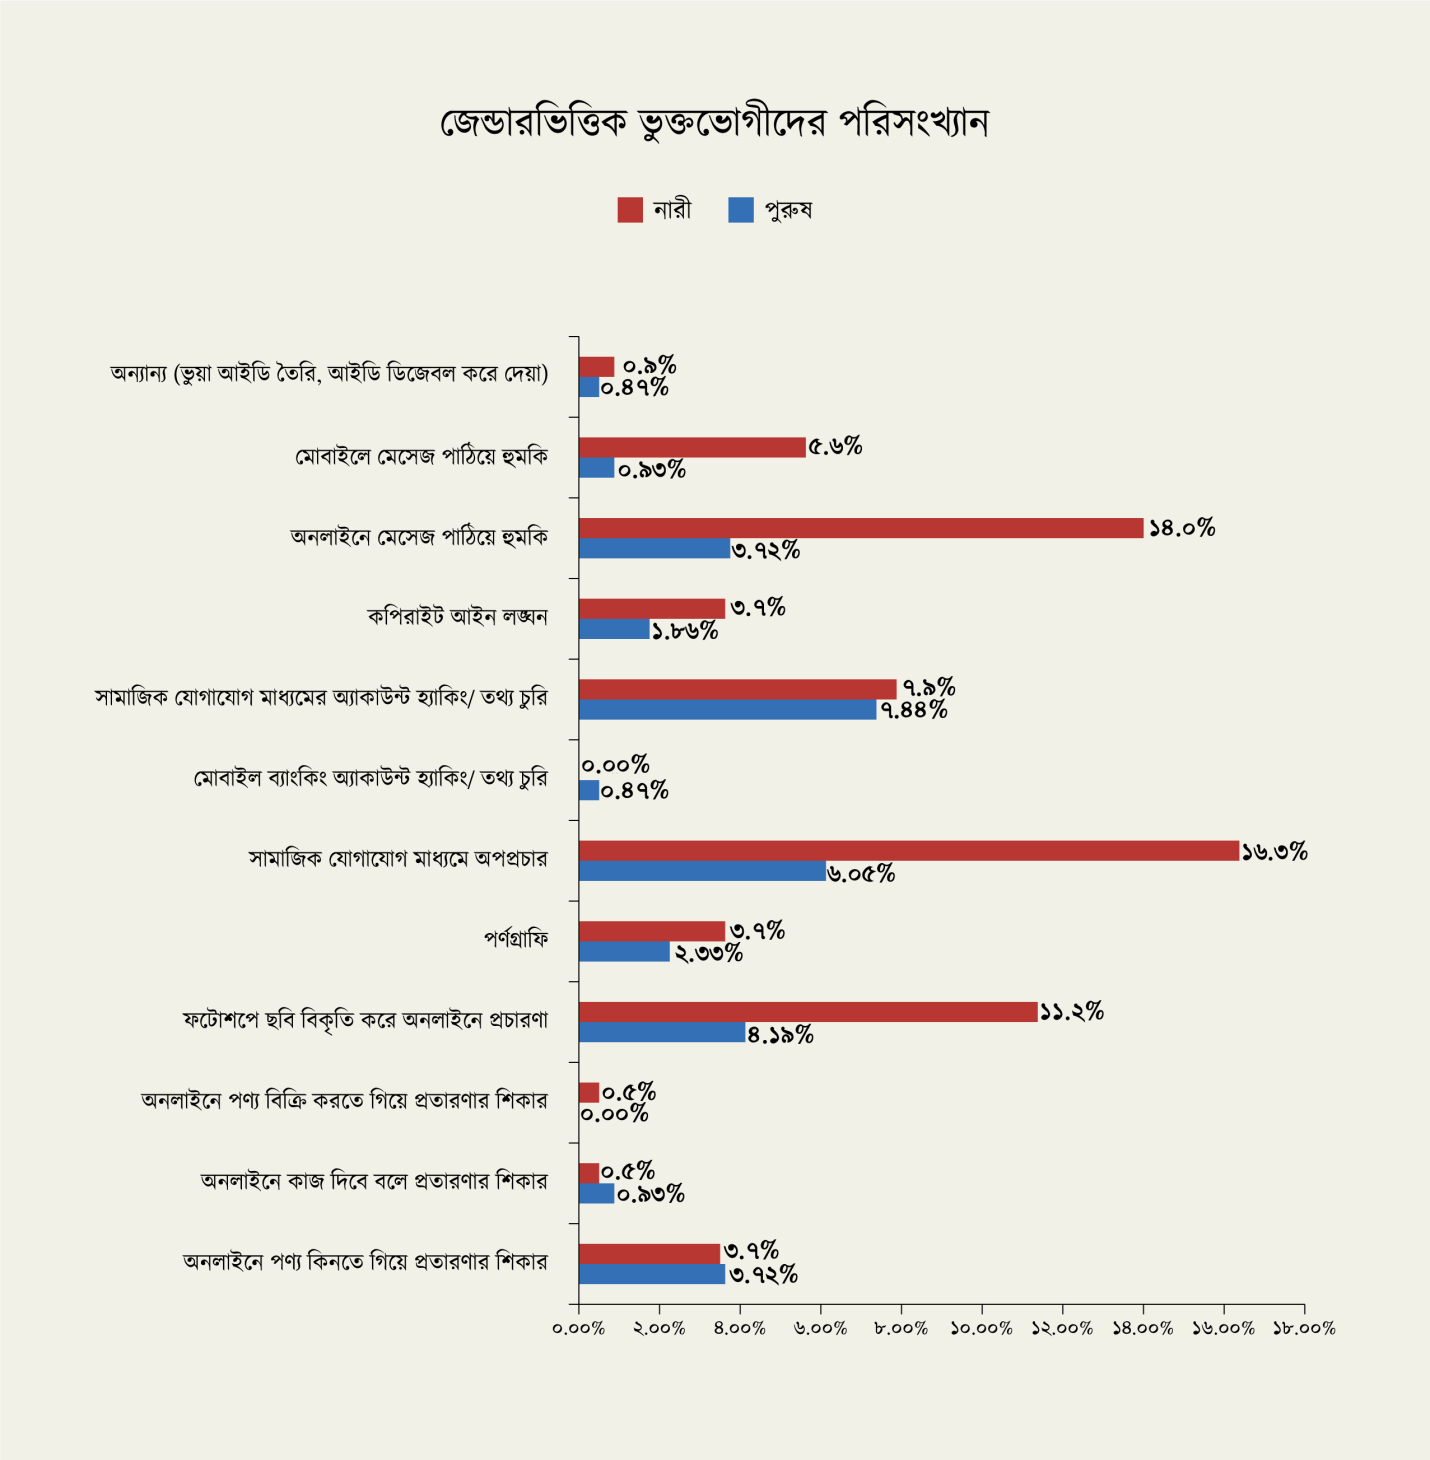 জেন্ডারভিত্তিক ভুক্তভোগীদের পরিসংখ্যান
নারী পুরুষ
অন্যান্য (ভুয়া আইডি তৈরি, আইডি ডিজেবল করে দেয়া)
০.৯%
০.৪৭%
মোবাইলে মেসেজ পাঠিয়ে হুমকি
৫.৬%
০.৯৩%
অনলাইনে মেসেজ পাঠিয়ে হুমকি
১৪.০%
৩.৭২%
কপিরাইট আইন লঙ্ঘন
৩.৭%
১.৮৬%
সামাজিক যোগাযোগ মাধ্যমের অ্যাকাউন্ট হ্যাকিং/ তথ্য চুরি
৭.৯%
৭.৪৪%
মোবাইল ব্যাংকিং অ্যাকাউন্ট হ্যাকিং/ তথ্য চুরি
০.০০%
০.৪৭%
সামাজিক যোগাযোগ মাধ্যমে অপপ্রচার
১৬.৩%
৬.০৫%
পর্ণগ্রাফি
৩.৭%
২.৩৩%
ফটোশপে ছবি বিকৃতি করে অনলাইনে প্রচারণা
১১.২%
৪.১৯%
অনলাইনে পণ্য বিক্রি করতে গিয়ে প্রতারণার শিকার
০.৫%
০.০০%
অনলাইনে কাজ দিবে বলে প্রতারণার শিকার
০.৫%
০.৯৩%
অনলাইনে পণ্য কিনতে গিয়ে প্রতারণার শিকার
৩.৭%
৩.৭২%
০.০০% ২.০০% ৪.০০% ৬.০০% ৮.০০% ১০.০০% ১২.০০% ১৪.০০% ১৬.০০% ১৮.০০%